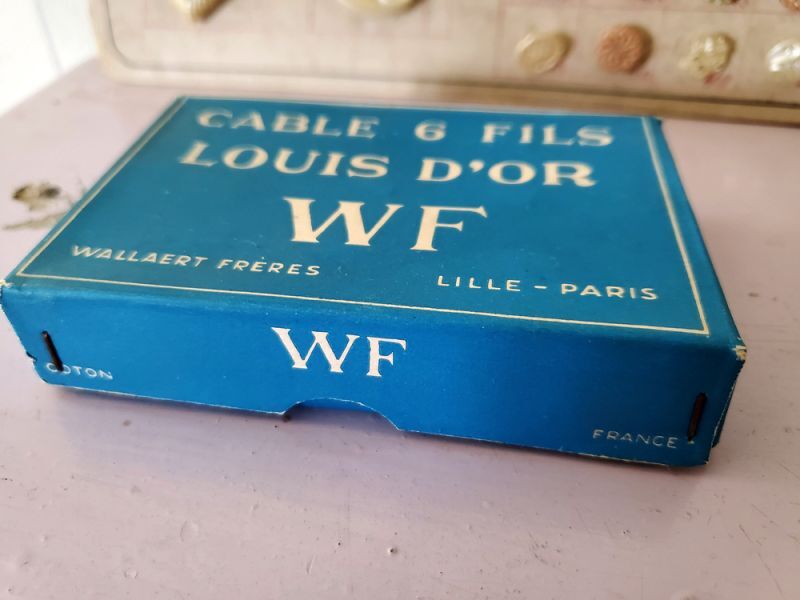 CABLE 6 FILS
LOUIS D'OR
WF
WALLAERT FRÈRES
LILLE - PARIS
WF
COTON
FRANCE